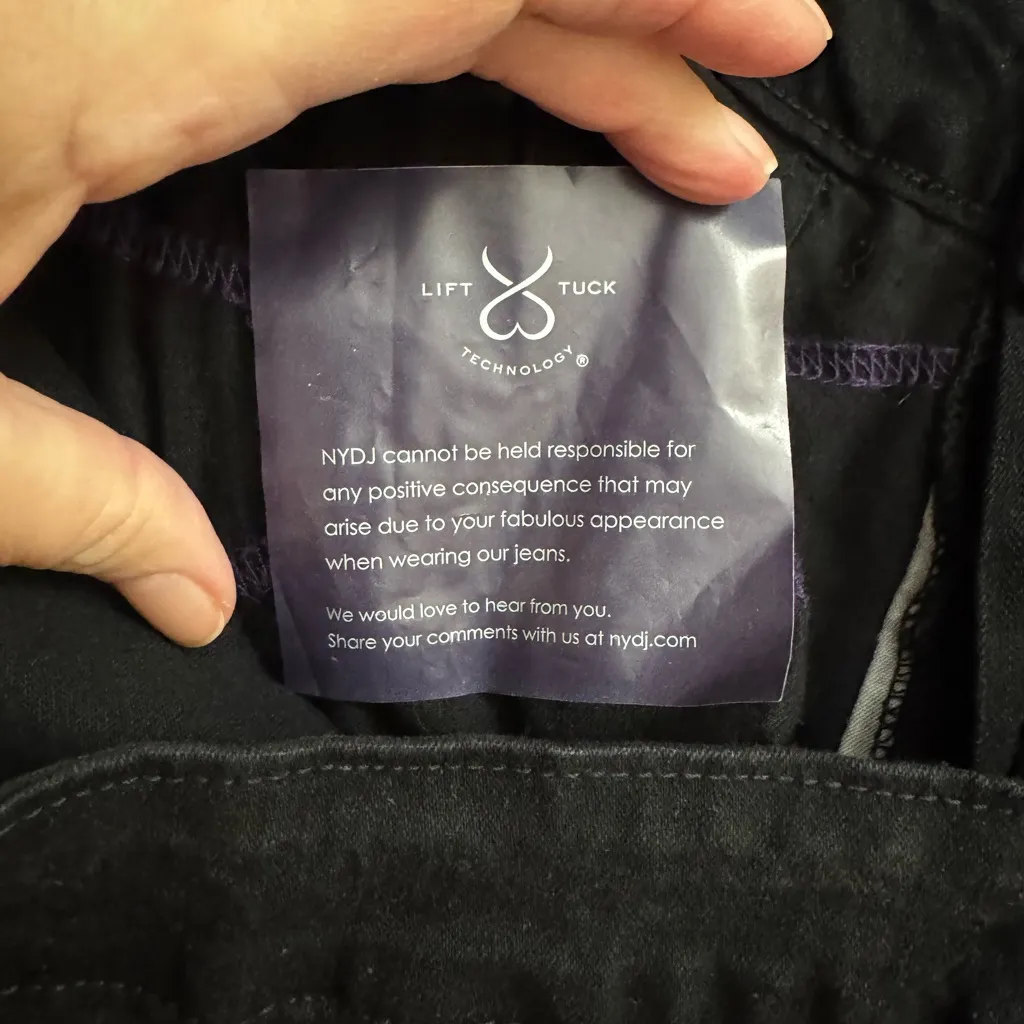 LIFT TUCK
TECHNOLOGY®
NYDJ cannot be held responsible for
any positive consequence that may
arise due to your fabulous appearance
when wearing our jeans.
We would love to hear from you.
Share your comments with us at nydj.com